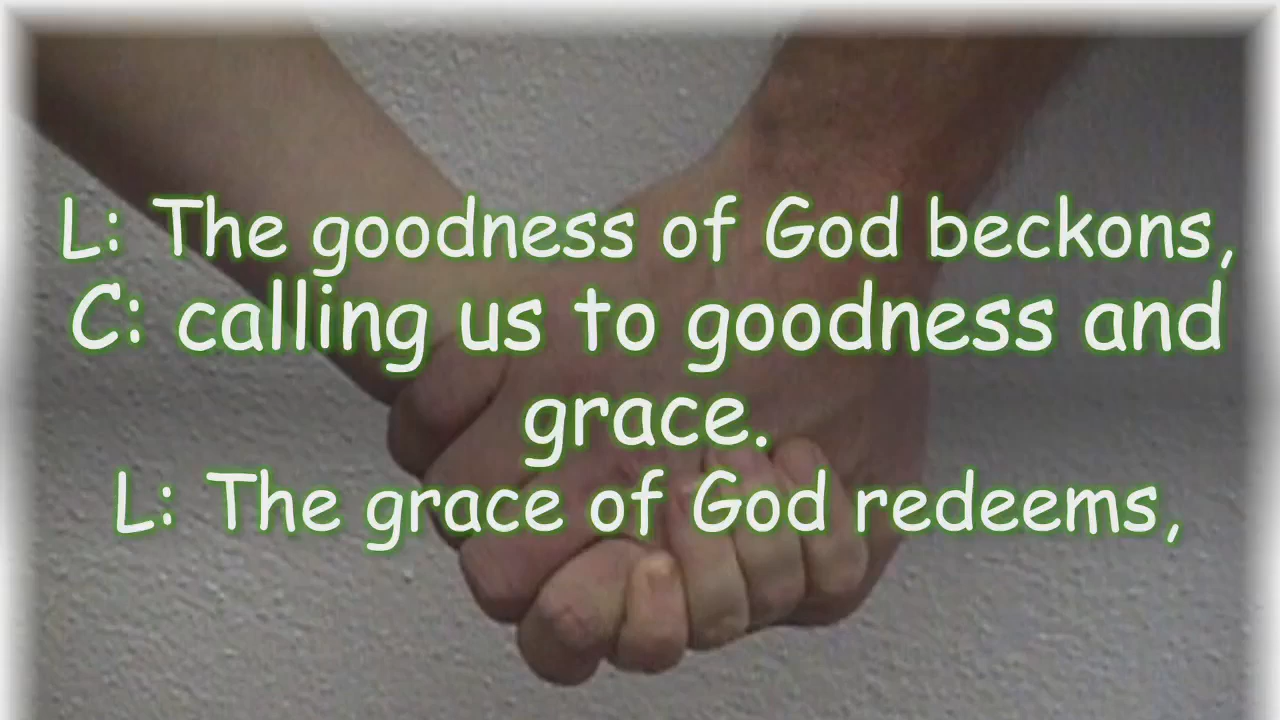 L: The goodness of God beckons,
C: calling us to goodness and
grace.
L: The grace of God redeems,